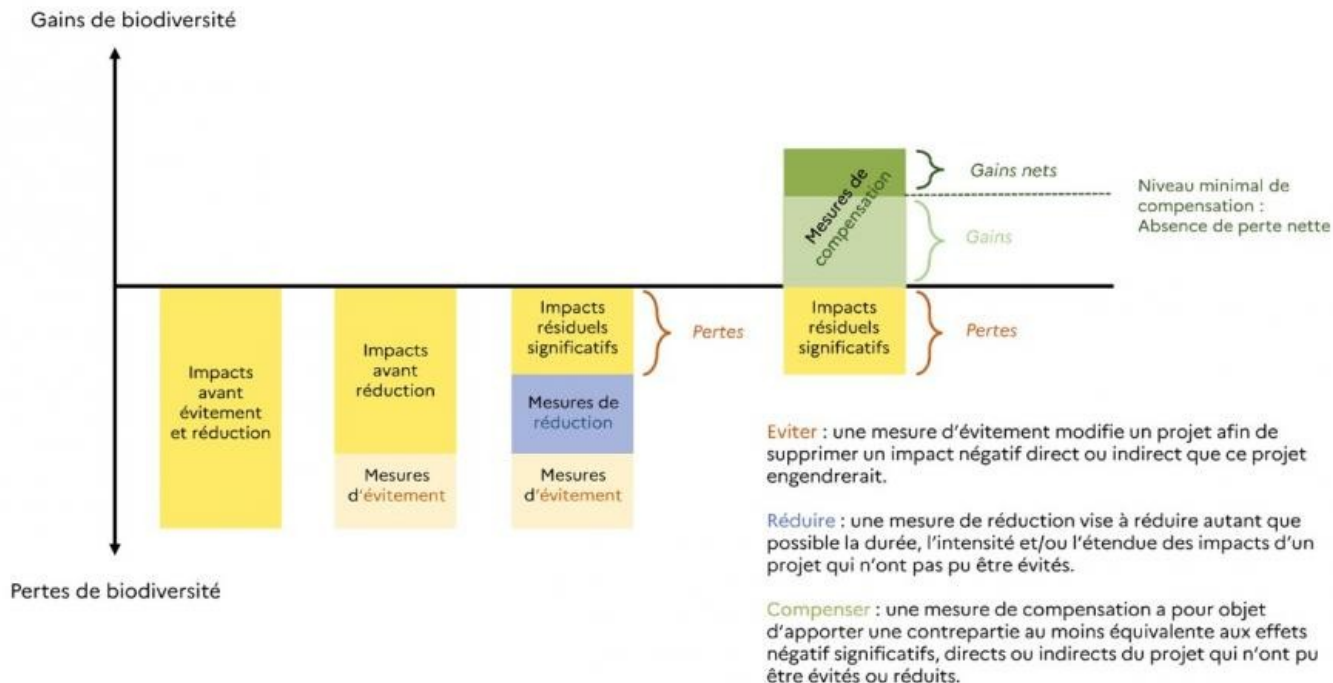 Gains de biodiversité
Mesures de
compensation
Gains nets
Niveau minimal de
compensation :
Absence de perte nette
Gains
Impacts
avant
évitement
et réduction
Impacts
avant
réduction
Mesures
d'évitement
Impacts
résiduels
significatifs
Pertes
Mesures de
réduction
Mesures
d'évitement
Impacts
résiduels
significatifs
Pertes
Pertes de biodiversité
Eviter : une mesure d'évitement modifie un projet afin de
supprimer un impact négatif direct ou indirect que ce projet
engendrerait.
Réduire : une mesure de réduction vise à réduire autant que
possible la durée, l'intensité et/ou l'étendue des impacts d'un
projet qui n'ont pas pu être évités.
Compenser : une mesure de compensation a pour objet
d'apporter une contrepartie au moins équivalente aux effets
négatif significatifs, directs ou indirects du projet qui n'ont pu
être évités ou réduits.